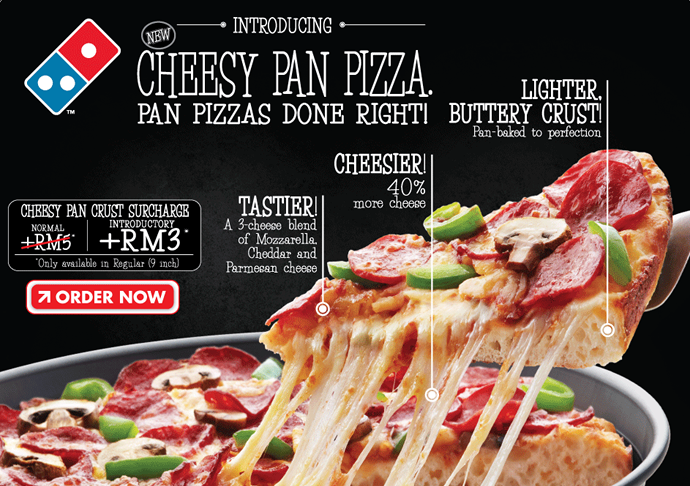 INTRODUCING
NEW
CHEESY PAN PIZZA.
PAN PIZZAS DONE RIGHT!
LIGHTER,
BUTTERY CRUST!
Pan-baked to perfection
CHEESIER!
40%
more cheese
TASTIER!
A 3-cheese blend
of Mozzarella,
Cheddar and
Parmesan cheese
CHEESY PAN CRUST SURCHARGE
NORMAL
+RM5*
INTRODUCTORY
+RM3*
*Only available in Regular (9 inch)
ORDER NOW
TM